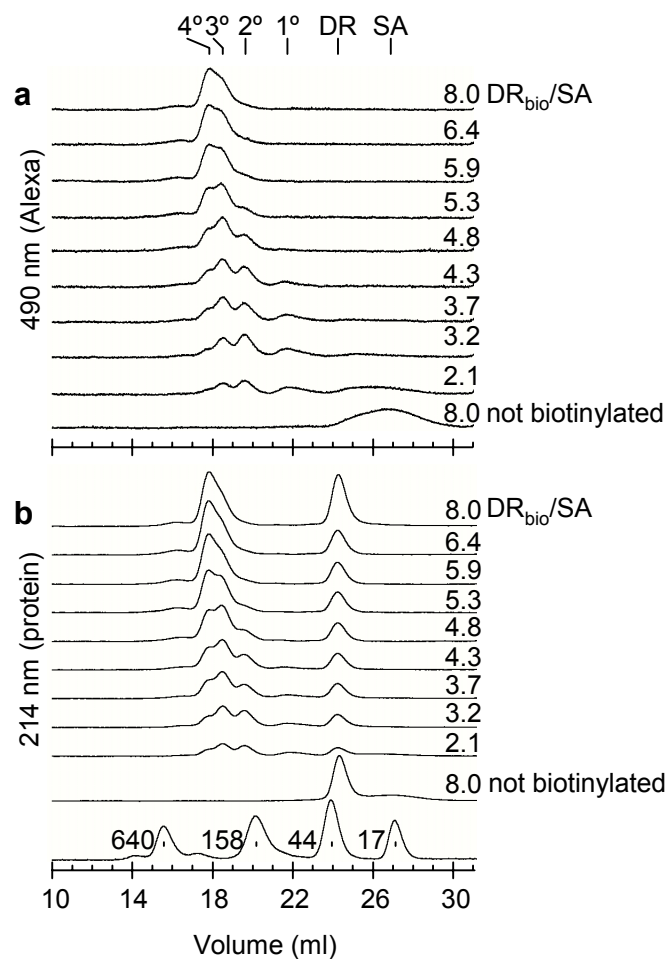 4º 3º 2º 1º DR SA
a
490 nm (Alexa)
8.0 DRbio/SA
6.4
5.9
5.3
4.8
4.3
3.7
3.2
2.1
8.0 not biotinylated
b
214 nm (protein)
8.0 DRbio/SA
6.4
5.9
5.3
4.8
4.3
3.7
3.2
2.1
8.0 not biotinylated
640 158 44 17
10 14 18 22 26 30
Volume (ml)